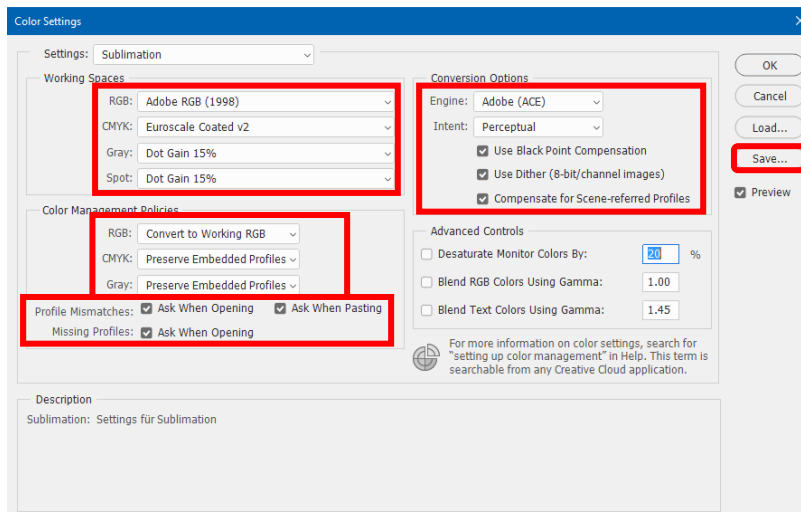 Color Settings
Settings: Sublimation
Working Spaces
RGB: Adobe RGB (1998)
CMYK: Euroscale Coated v2
Gray: Dot Gain 15%
Spot: Dot Gain 15%
Color Management Policies
RGB: Convert to Working RGB
CMYK: Preserve Embedded Profiles
Gray: Preserve Embedded Profiles
Profile Mismatches: Ask When Opening Ask When Pasting
Missing Profiles: Ask When Opening
Conversion Options
Engine: Adobe (ACE)
Intent: Perceptual
Use Black Point Compensation
Use Dither (8-bit/channel images)
Compensate for Scene-referred Profiles
Advanced Controls
Desaturate Monitor Colors By: 20 %
Blend RGB Colors Using Gamma: 1.00
Blend Text Colors Using Gamma: 1.45
For more information on color settings, search for
"setting up color management" in Help. This term is
searchable from any Creative Cloud application.
OK
Cancel
Load...
Save...
Preview
Description
Sublimation: Settings für Sublimation